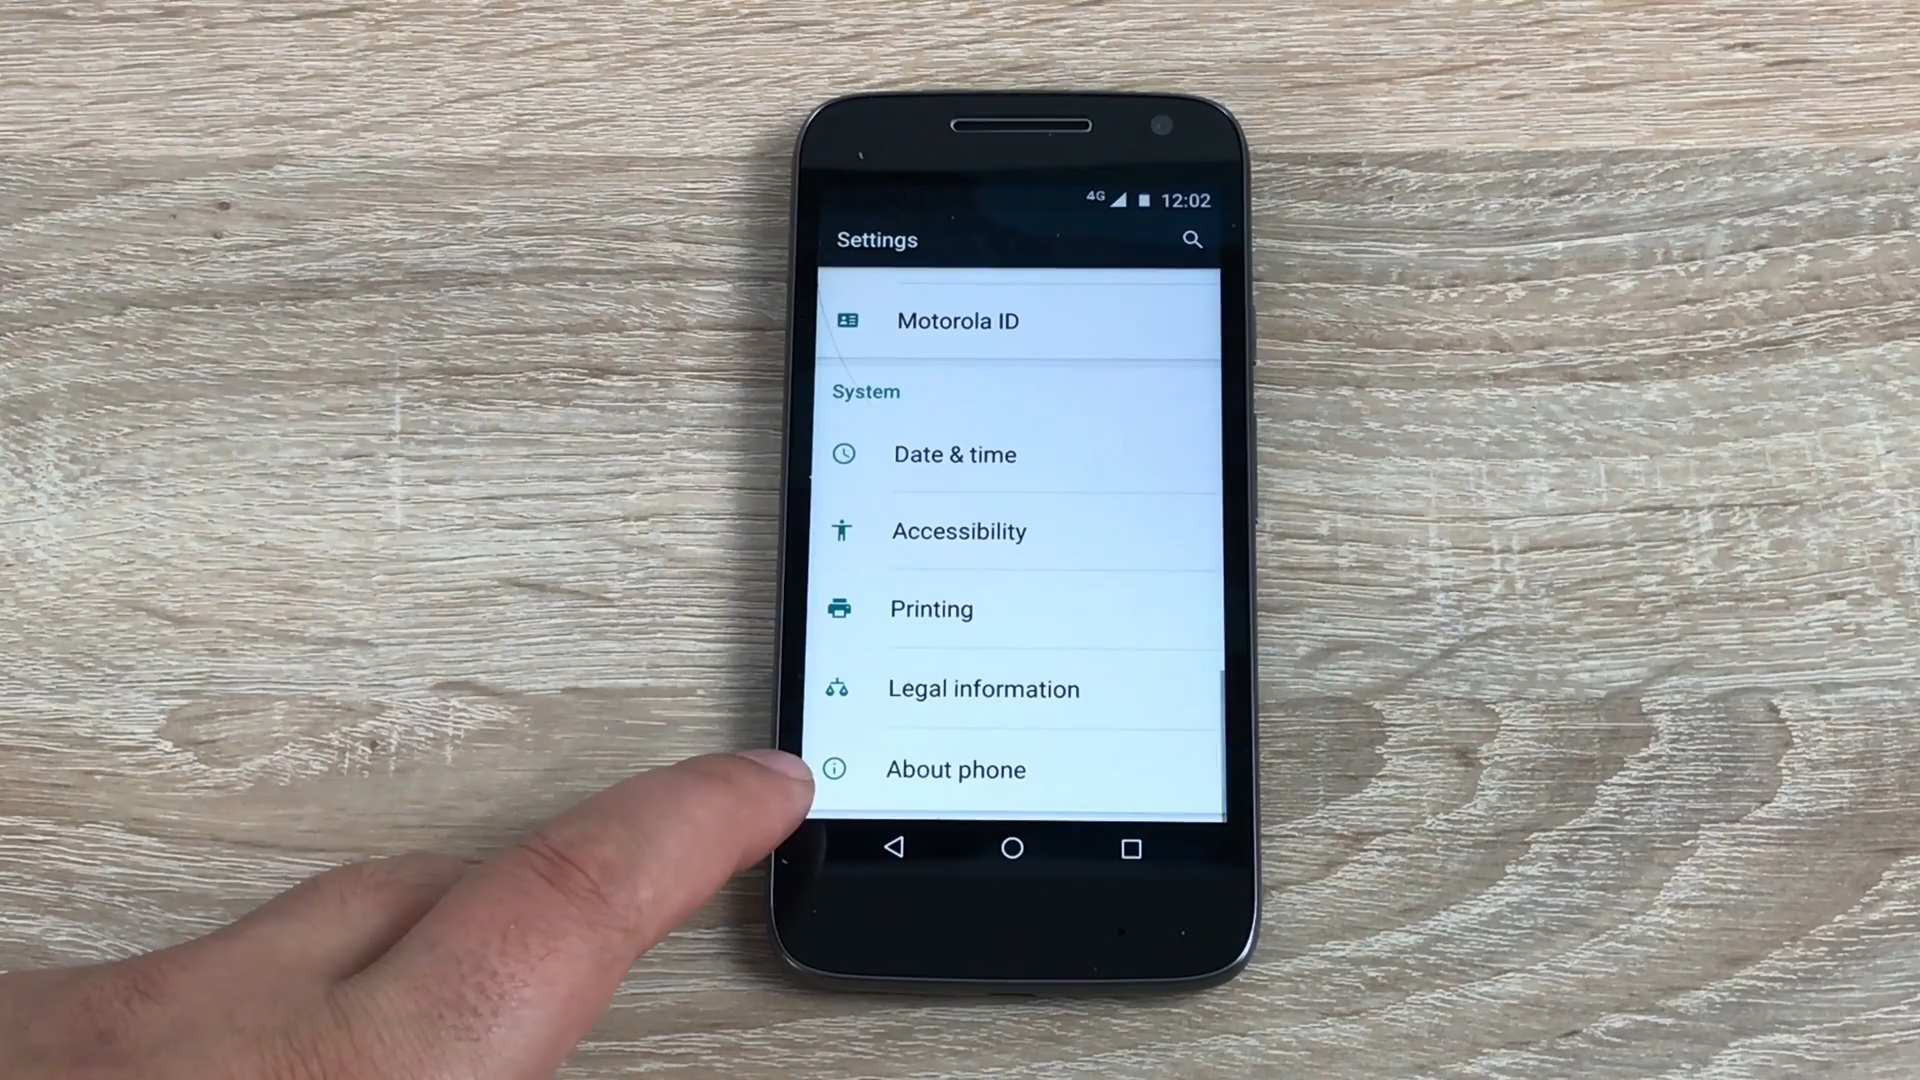 4G 12:02
Settings
Motorola ID
System
Date & time
Accessibility
Printing
Legal information
About phone